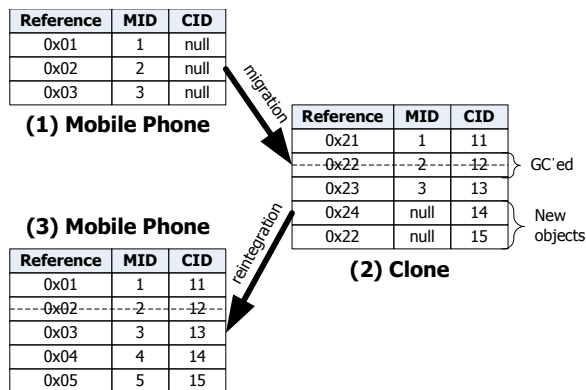 Reference MID CID
0x01 1 null
0x02 2 null
0x03 3 null
(1) Mobile Phone
migration
Reference MID CID
0x21 1 11
0x22 2 12
0x23 3 13
0x24 null 14
0x22 null 15
GC'ed
New
objects
(2) Clone
reintegration
(3) Mobile Phone
Reference MID CID
0x01 1 11
0x02 2 12
0x03 3 13
0x04 4 14
0x05 5 15